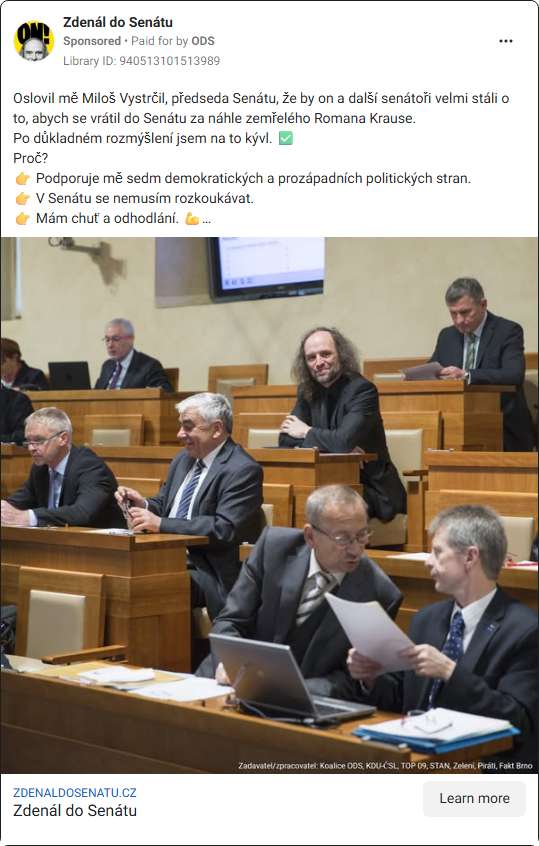 ON!
Zdenál do Senátu
Sponsored • Paid for by ODS
Library ID: 940513101513989
Oslovil mě Miloš Vystrčil, předseda Senátu, že by on a další senátoři velmi stáli o
to, abych se vrátil do Senátu za náhle zemřelého Romana Krause.
Po důkladném rozmýšlení jsem na to kývl. ✅
Proč?
👉 Podporuje mě sedm demokratických a prozápadních politických stran.
👉 V Senátu se nemusím rozkoukávat.
👉 Mám chuť a odhodlání. 💪 ...
Zadavatel/zpracovatel: Koalice ODS, KDU-ČSL, TOP 09, STAN, Zelení, Piráti, Fakt Brno
ZDENALDOSENATU.CZ
Zdenál do Senátu
Learn more